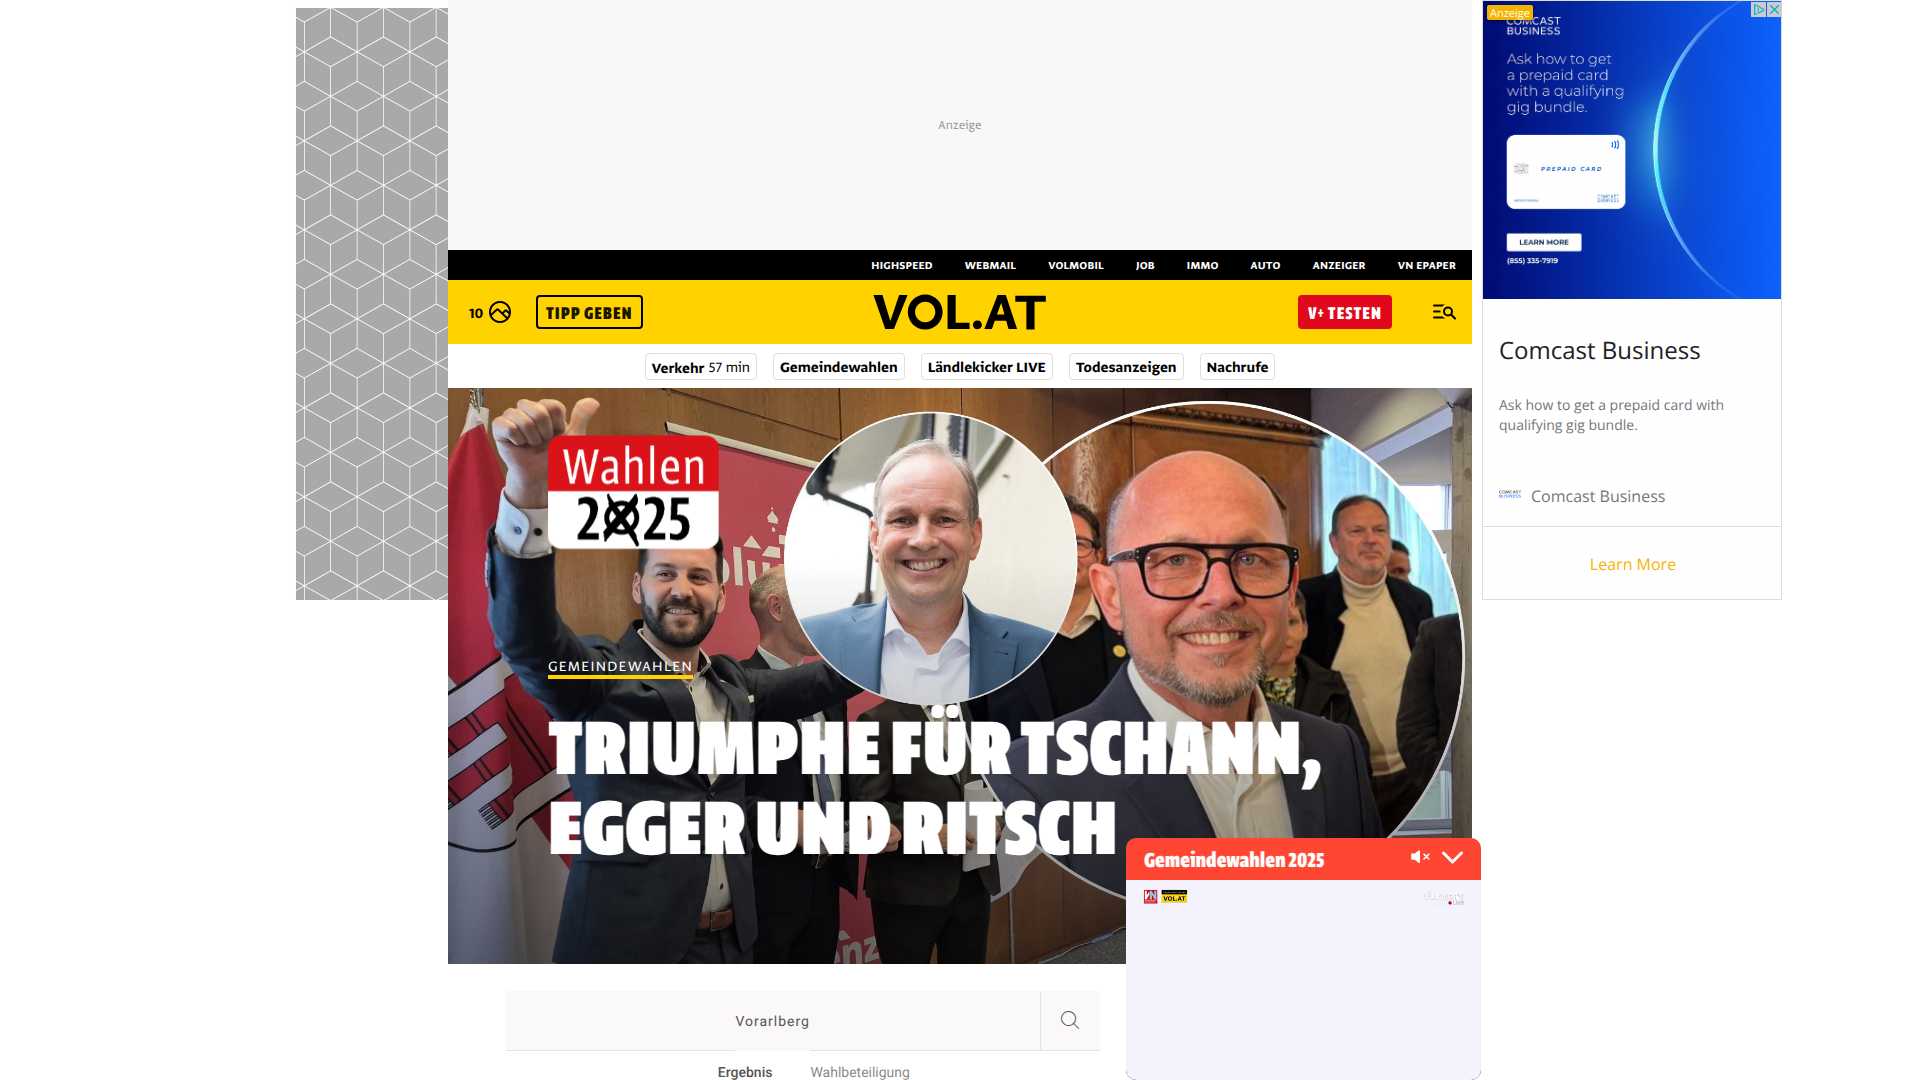 Anzeige
HIGHSPEED WEBMAIL VOLMOBIL JOB IMMO AUTO ANZEIGER VN EPAPER
10 TIPP GEBEN VOL.AT V+ TESTEN
Verkehr 57 min Gemeindewahlen Ländlekicker LIVE Todesanzeigen Nachrufe
Wahlen
2025
GEMEINDEWAHLEN
TRIUMPHE FÜR TSCHANN,
EGGER UND RITSCH
Gemeindewahlen 2025
VOL.AT
Vorarlberg
Ergebnis Wahlbeteiligung
Anzeige
COMCAST
BUSINESS
Ask how to get
a prepaid card
with a qualifying
gig bundle.
PREPAID CARD
LEARN MORE
(855) 335-7919
Comcast Business
Ask how to get a prepaid card with
qualifying gig bundle.
COMCAST
BUSINESS
Comcast Business
Learn More